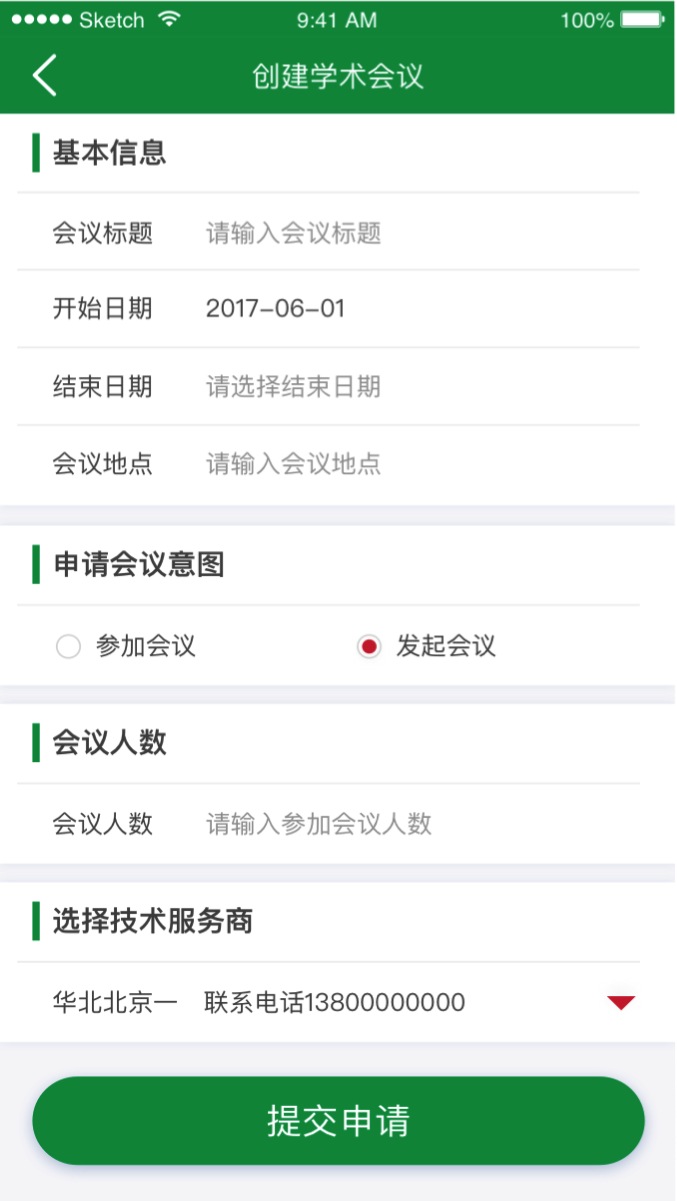 Sketch 9:41 AM 100%
创建学术会议
基本信息
会议标题 请输入会议标题
开始日期 2017-06-01
结束日期 请选择结束日期
会议地点 请输入会议地点
申请会议意图
参加会议 发起会议
会议人数
会议人数 请输入参加会议人数
选择技术服务商
华北北京一 联系电话13800000000
提交申请